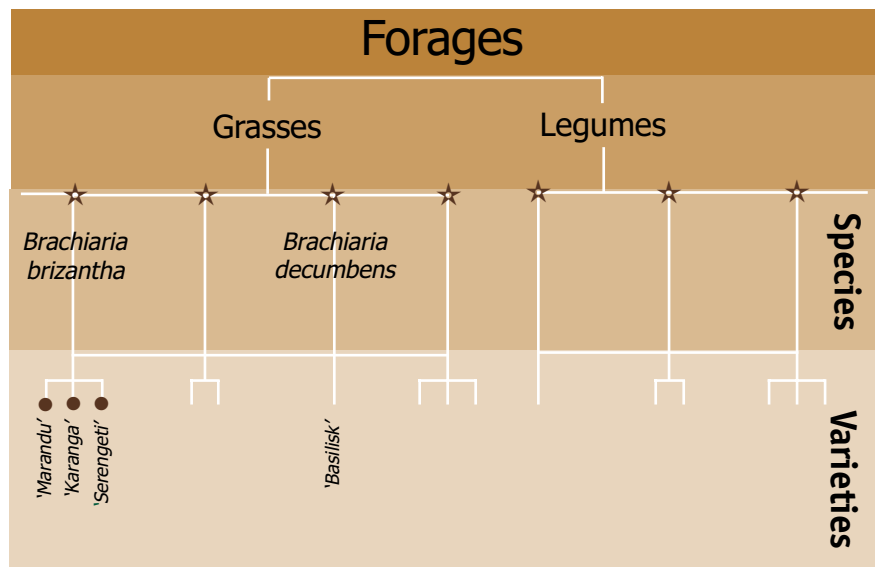 Forages
Grasses
Legumes
Brachiaria
brizantha
Brachiaria
decumbens
Species
‘Marandu’
‘Karanga’
‘Serengeti’
‘Basilisk’
Varieties